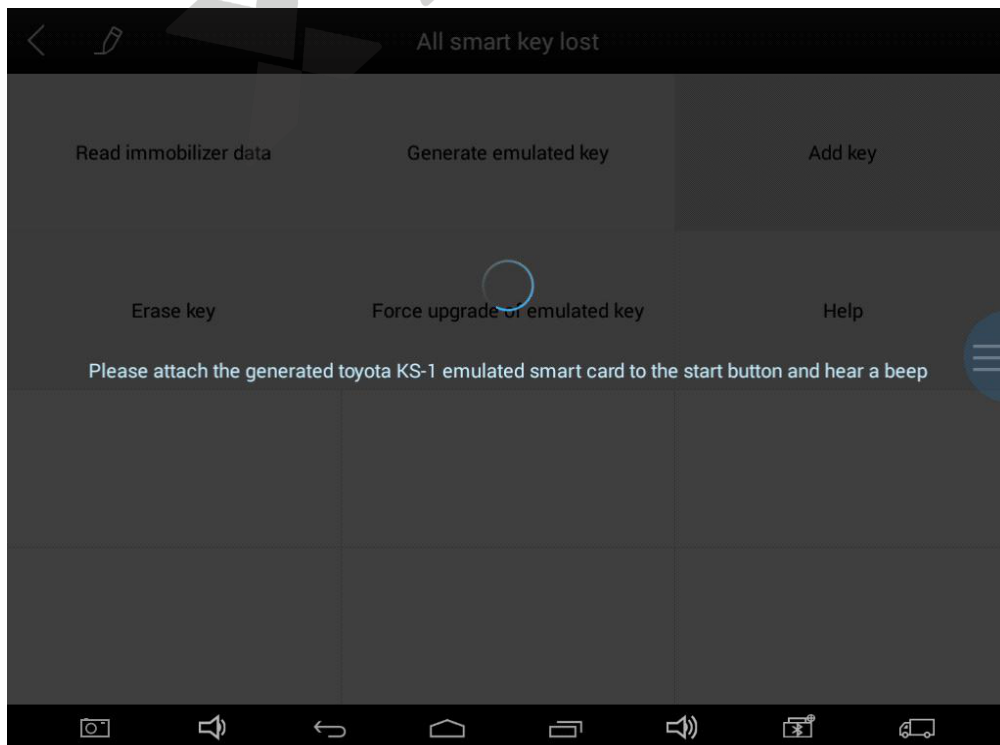 All smart key lost
Read immobilizer data
Generate emulated key
Add key
Erase key
Force upgrade of emulated key
Help
Please attach the generated toyota KS-1 emulated smart card to the start button and hear a beep